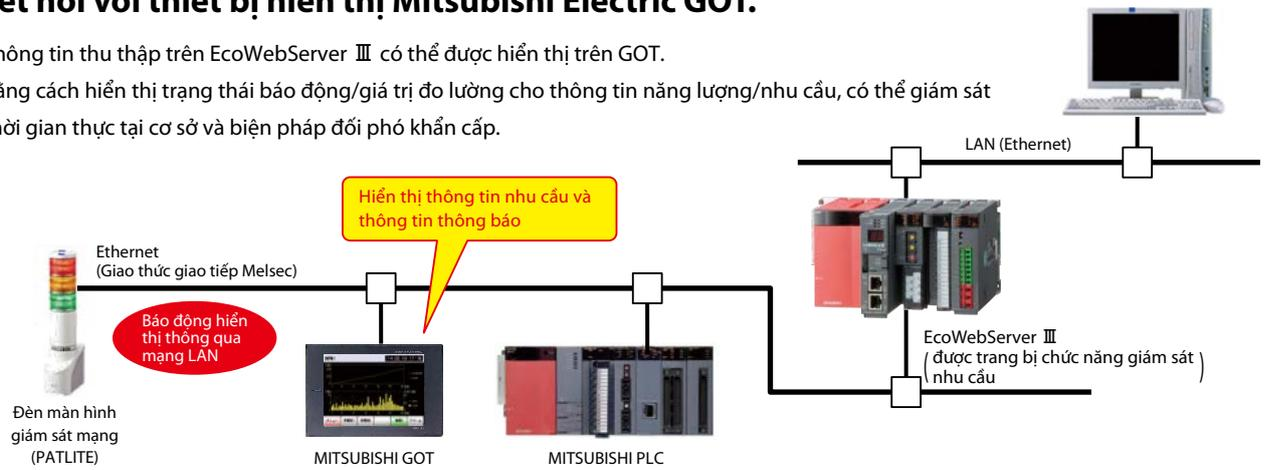 với thiết bị hiển thị Mitsubishi Electric GOT.
thông tin thu thập trên EcoWebServer Ⅲ có thể được hiển thị trên GOT.
cách hiển thị trạng thái báo động/giá trị đo lường cho thông tin năng lượng/nhu cầu, có thể giám sát
gian thực tại cơ sở và biện pháp đối phó khẩn cấp.
LAN (Ethernet)
Hiển thị thông tin nhu cầu và
thông tin thông báo
Ethernet
(Giao thức giao tiếp Melsec)
Báo động hiển
thị thông qua
mạng LAN
EcoWebServer Ⅲ
( được trang bị chức năng giám sát
nhu cầu )
Đèn màn hình
giám sát mạng
(PATLITE)
MITSUBISHI GOT
MITSUBISHI PLC